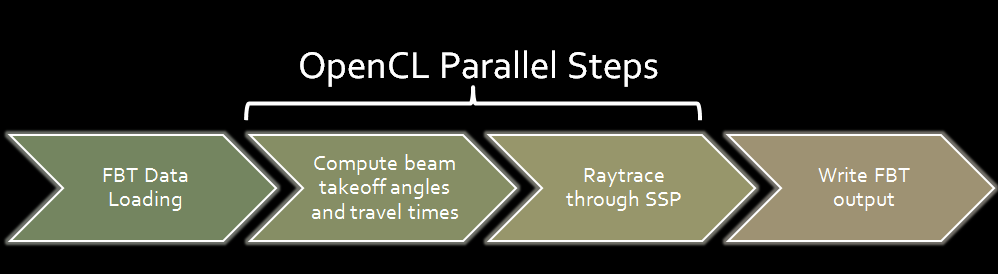 OpenCL Parallel Steps
FBT Data
Loading
Compute beam
takeoff angles
and travel times
Raytrace
through SSP
Write FBT
output